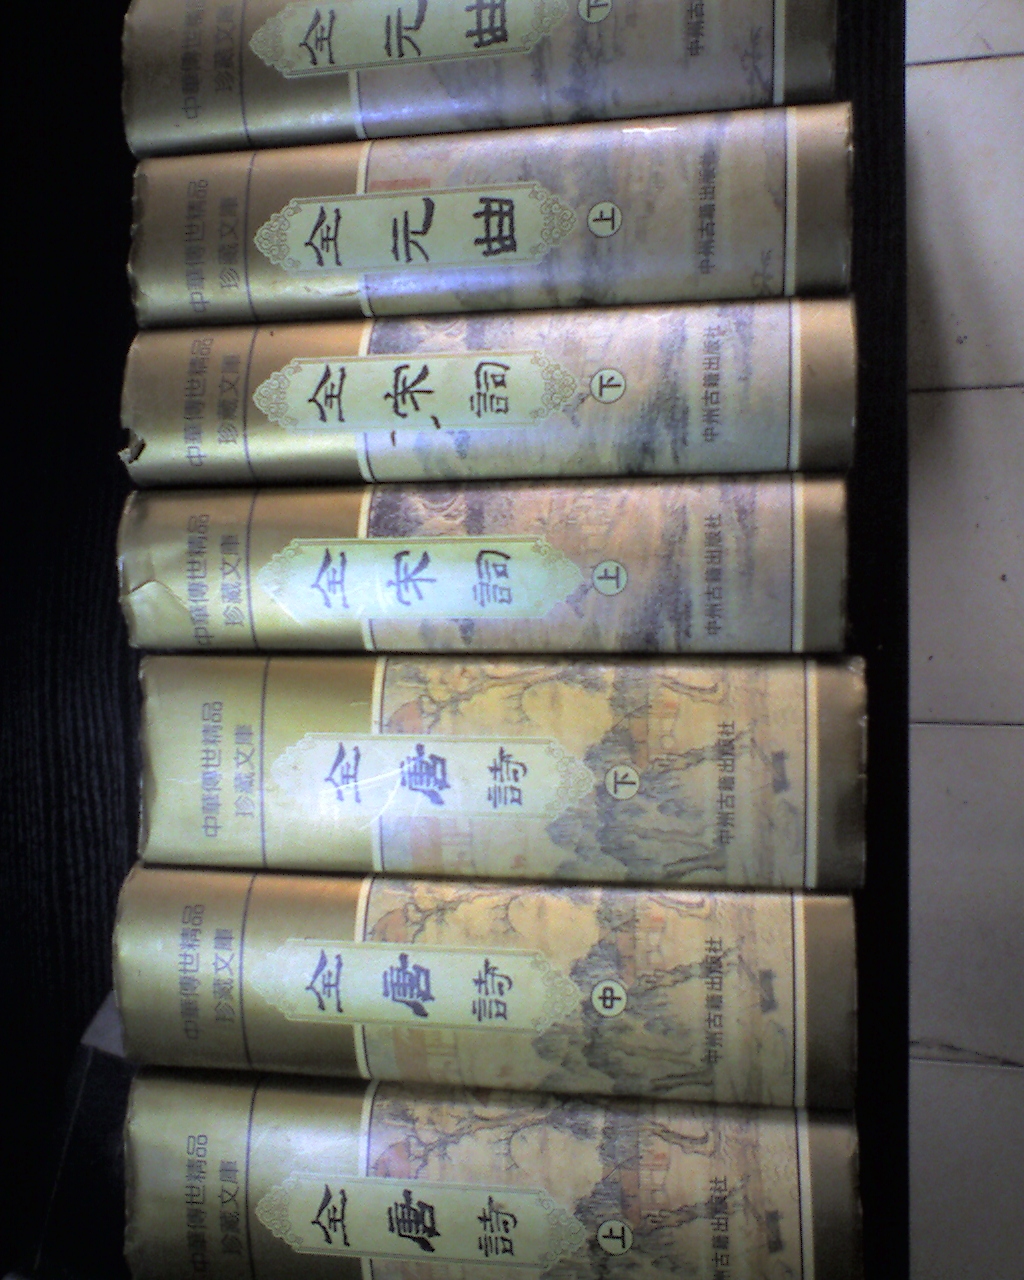 中華傳世精品
珍藏文庫
全唐詩
上
州古籍出版社
中華傳世精品
珍藏文庫
全唐詩
中
中州古籍出版社
中華傳世精品
珍藏文庫
全唐詩
下
中州古籍出版社
中華傳世精品
珍藏文庫
全宋詞
上
中州古籍出版社
中華傳世精品
珍藏文庫
全宋詞
下
中州古籍出版社
中華傳世精品
珍藏文庫
全元曲
上
中州古籍出版社
中華傳世精
珍藏文庫
全元曲
下
中州古